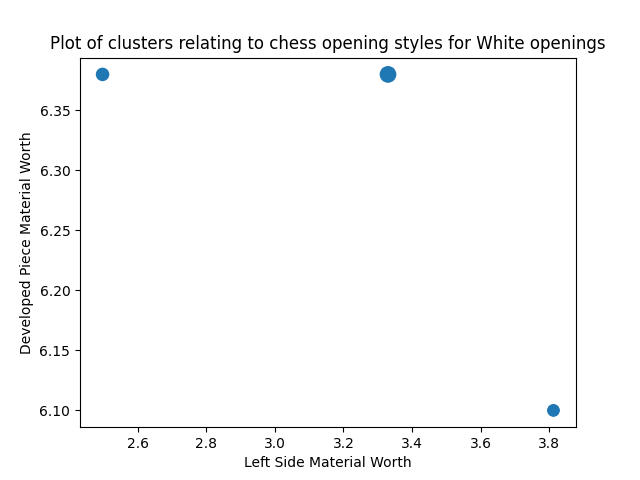 Plot of clusters relating to chess opening styles for White openings
6.35
6.30
6.25
6.20
6.15
6.10
Developed Piece Material Worth
2.6 2.8 3.0 3.2 3.4 3.6 3.8
Left Side Material Worth